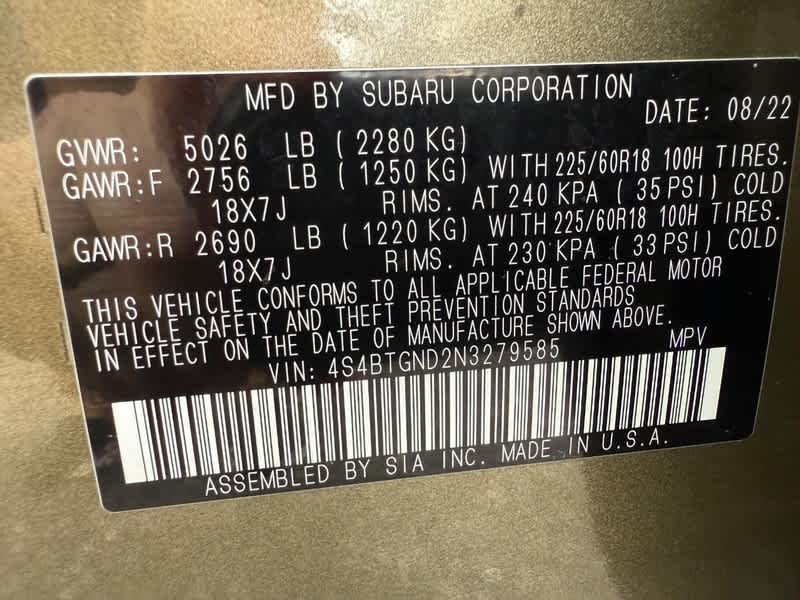 MFD BY SUBARU CORPORATION
DATE: 08/22
GVWR: 5026 LB ( 2280 KG)
GAWR:F 2756 LB ( 1250 KG) WITH 225/60R18 100H TIRES.
18X7J RIMS. AT 240 KPA ( 35 PSI) COLD
GAWR:R 2690 LB ( 1220 KG) WITH 225/60R18 100H TIRES.
18X7J RIMS. AT 230 KPA ( 33 PSI) COLD
THIS VEHICLE CONFORMS TO ALL APPLICABLE FEDERAL MOTOR
VEHICLE SAFETY AND THEFT PREVENTION STANDARDS
IN EFFECT ON THE DATE OF MANUFACTURE SHOWN ABOVE.
VIN: 4S4BTGND2N3279585 MPV
ASSEMBLED BY SIA INC. MADE IN U.S.A.